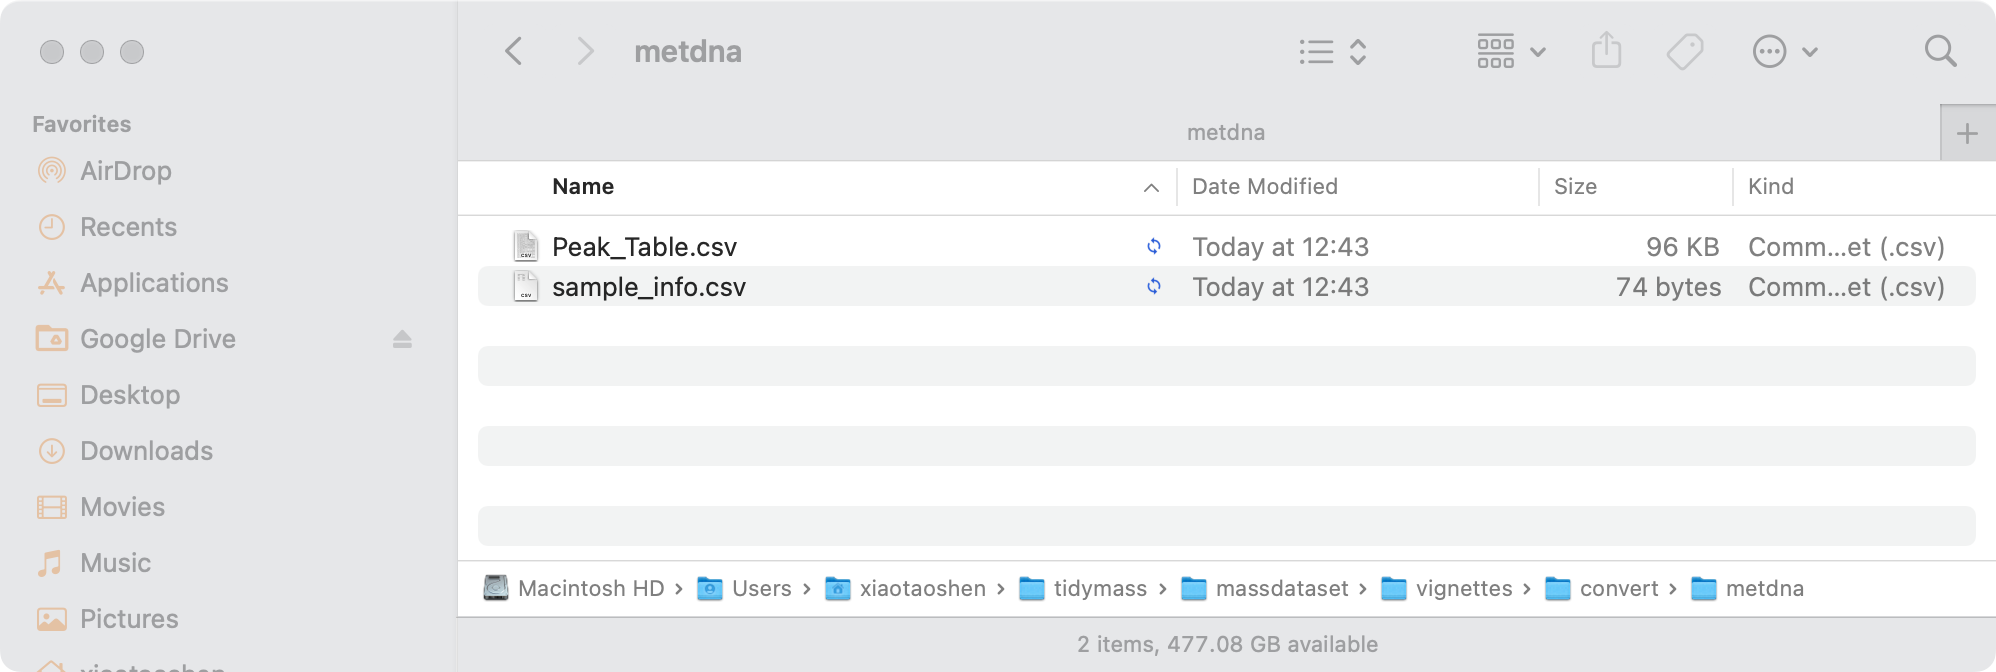 metdna
Favorites
AirDrop
Recents
Applications
Google Drive
Desktop
Downloads
Movies
Music
Pictures
xiaotaoshen
metdna
Name Date Modified Size Kind
Peak_Table.csv Today at 12:43 96 KB Comm...et (.csv)
sample_info.csv Today at 12:43 74 bytes Comm...et (.csv)
Macintosh HD › Users › xiaotaoshen › tidymass › massdataset › vignettes › convert › metdna
2 items, 477.08 GB available